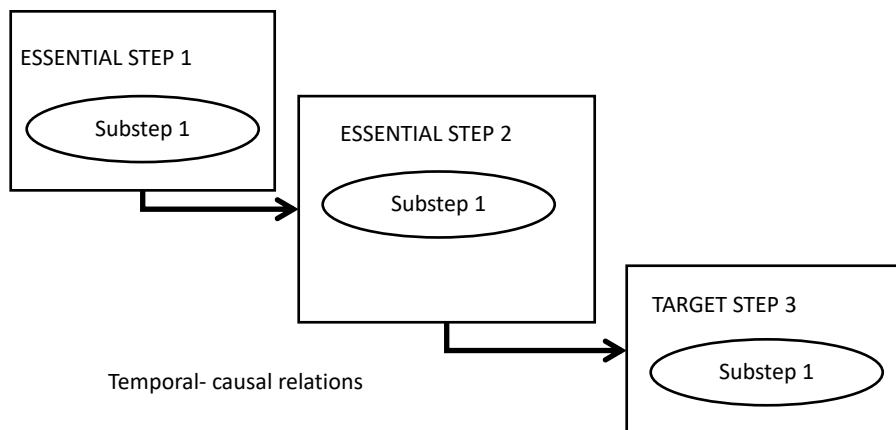 ESSENTIAL STEP 1
Substep 1
ESSENTIAL STEP 2
Substep 1
TARGET STEP 3
Substep 1
Temporal- causal relations